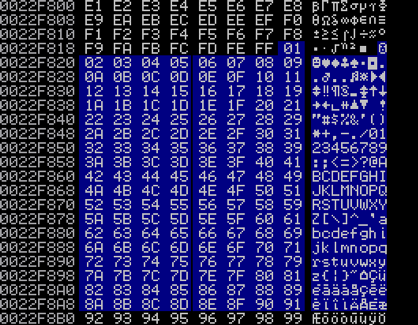 0022F800 E1 E2 E3 E4 E5 E6 E7 E8 ßΓπΣσµτΦ
0022F808 E9 EA EB EC ED EE EF F0 ΘΩδ∞φε∩≡
0022F810 F1 F2 F3 F4 F5 F6 F7 F8 ±≥≤⌠⌡÷≈°
0022F818 F9 FA FB FC FD FE FF 01 ∙·√ⁿ²■ ☺
0022F820 02 03 04 05 06 07 08 09 ☻♥♦♣♠•◘
0022F828 0A 0B 0C 0D 0E 0F 10 11 ♂♀ ♫☼►◄
0022F830 12 13 14 15 16 17 18 19 ↕‼¶§▬↨↑↓
0022F838 1A 1B 1C 1D 1E 1F 20 21 →←∟↔▲▼ !
0022F840 22 23 24 25 26 27 28 29 "#$%&'()
0022F848 2A 2B 2C 2D 2E 2F 30 31 *+,-./01
0022F850 32 33 34 35 36 37 38 39 23456789
0022F858 3A 3B 3C 3D 3E 3F 40 41 :;<=>?@A
0022F860 42 43 44 45 46 47 48 49 BCDEFGHI
0022F868 4A 4B 4C 4D 4E 4F 50 51 JKLMNOPQ
0022F870 52 53 54 55 56 57 58 59 RSTUVWXY
0022F878 5A 5B 5C 5D 5E 5F 60 61 Z[\]^_`a
0022F880 62 63 64 65 66 67 68 69 bcdefghi
0022F888 6A 6B 6C 6D 6E 6F 70 71 jklmnopq
0022F890 72 73 74 75 76 77 78 79 rstuvwxy
0022F898 7A 7B 7C 7D 7E 7F 80 81 z{|}~⌂Çü
0022F8A0 82 83 84 85 86 87 88 89 éâäàåçêë
0022F8A8 8A 8B 8C 8D 8E 8F 90 91 èïîìÄÅÉæ
0022F8B0 92 93 94 95 96 97 98 99 ÆôöòûùÿÖ